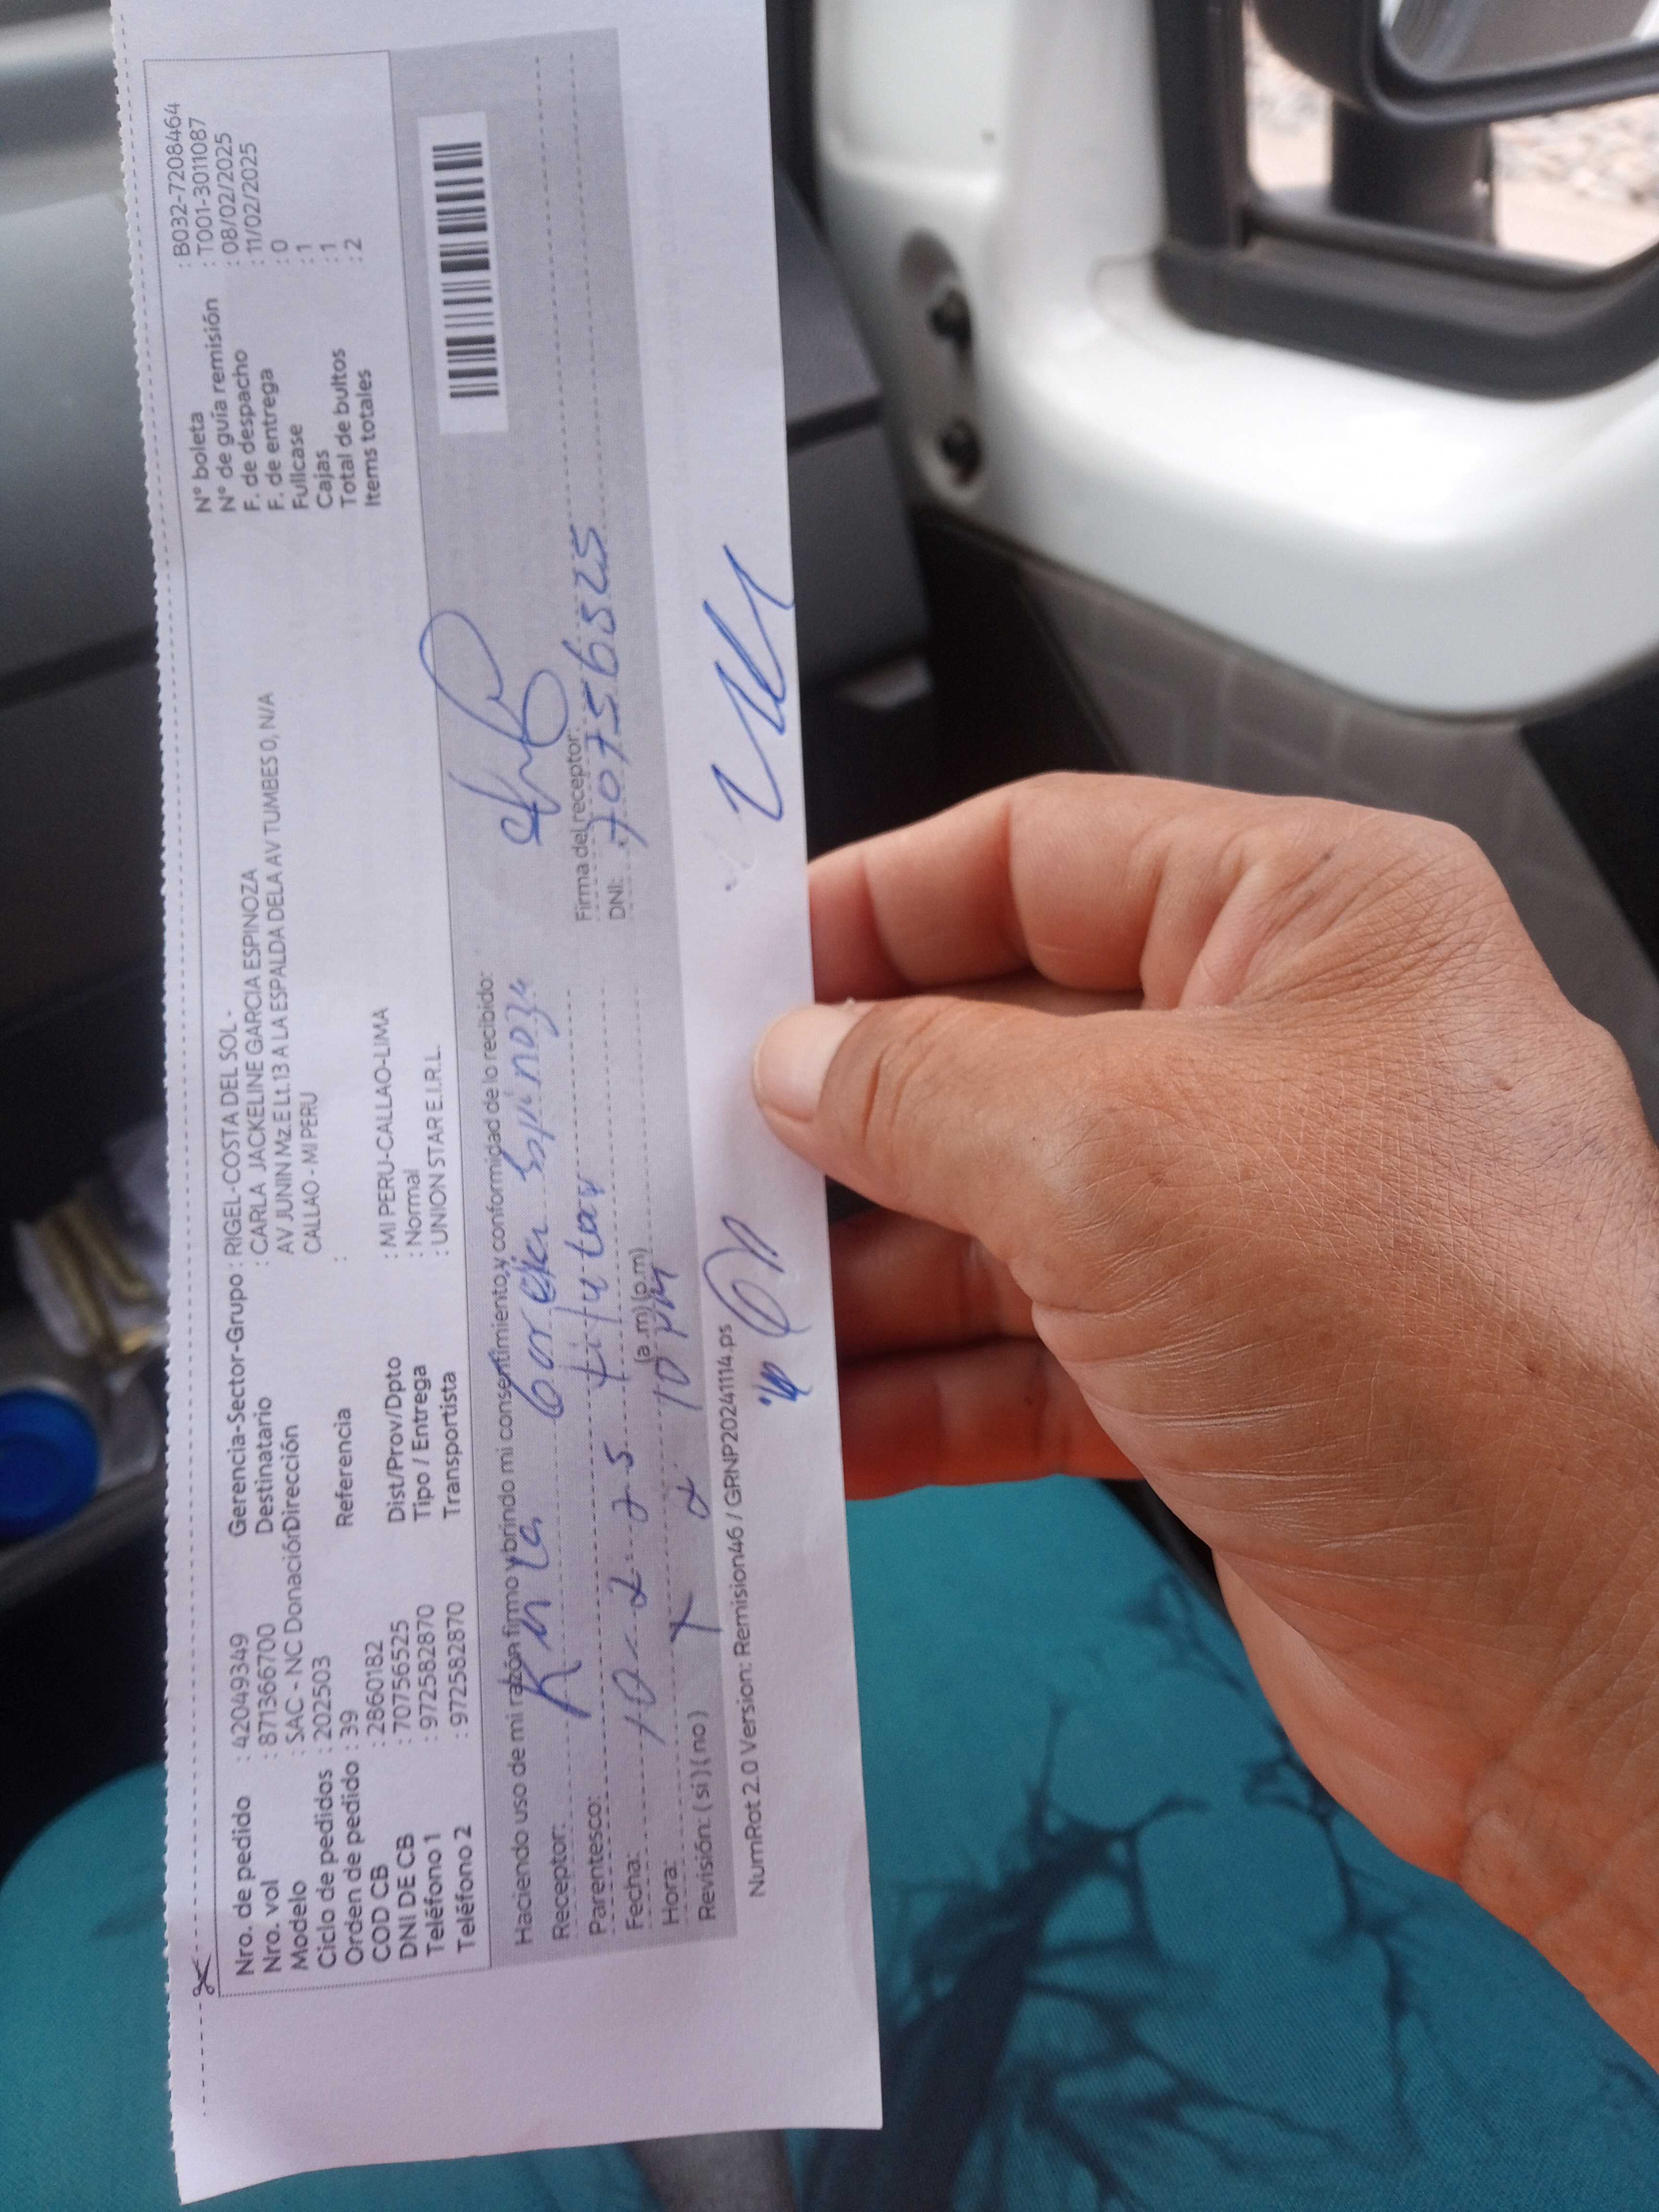 Nro. de pedido : 42049349
Nro. vol : 871366700
Modelo : SAC - NC Donación
Ciclo de pedidos : 202503
Orden de pedido : 39
COD CB : 2860182
DNI DE CB : 70756525
Teléfono 1 : 972582870
Teléfono 2 : 972582870
Gerencia-Sector-Grupo : RIGEL-COSTA DEL SOL -
Destinatario : CARLA JACKELINE GARCIA ESPINOZA
Dirección AV JUNIN Mz.E Lt.13 A LA ESPALDA DELA AV TUMBES 0, N/A
CALLAO - MI PERU
Referencia :
Dist/Prov/Dpto : MI PERU-CALLAO-LIMA
Tipo / Entrega : Normal
Transportista : UNION STAR E.I.R.L.
Nº boleta : B032-7208464
Nº de guía remisión : T001-3011087
F. de despacho : 08/02/2025
F. de entrega : 11/02/2025
Fullcase : 0
Cajas : 1
Total de bultos : 1
Items totales : 2
Haciendo uso de mi razón firmo y brindo mi consentimiento,y conformidad de lo recibido:
Receptor: Espinoza
Parentesco: titular
Fecha: 10-2-25
Hora: 10 pm (a.m) (p.m)
Revisión: ( si ) ( no )
Firma del receptor:
DNI: 70756525
NumRot 2.0 Version: Remision46 / GRNP20241114.ps